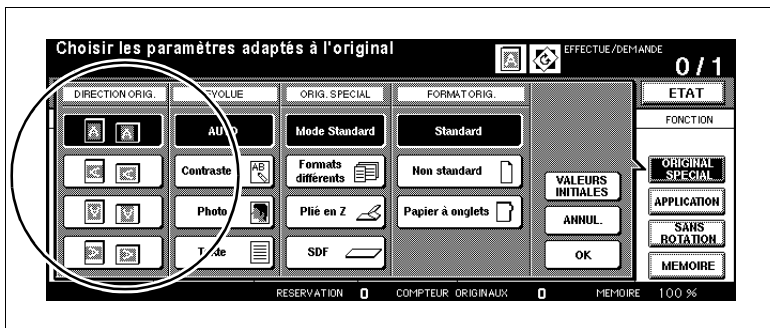 Choisir les paramètres adaptés à l'original
EFFECTUE/DEMANDE
0 / 1
DIRECTION ORIG.
EVOLUE
ORIG. SPECIAL
FORMAT ORIG.
ETAT
FONCTION
AUTO
Mode Standard
Standard
Contraste
Formats
différents
Non standard
VALEURS
INITIALES
ORIGINAL
SPECIAL
Photo
Plié en Z
Papier à onglets
ANNUL.
APPLICATION
SANS
ROTATION
Texte
SDF
OK
MEMOIRE
RESERVATION 0 COMPTEUR ORIGINAUX 0 MEMOIRE 100 %